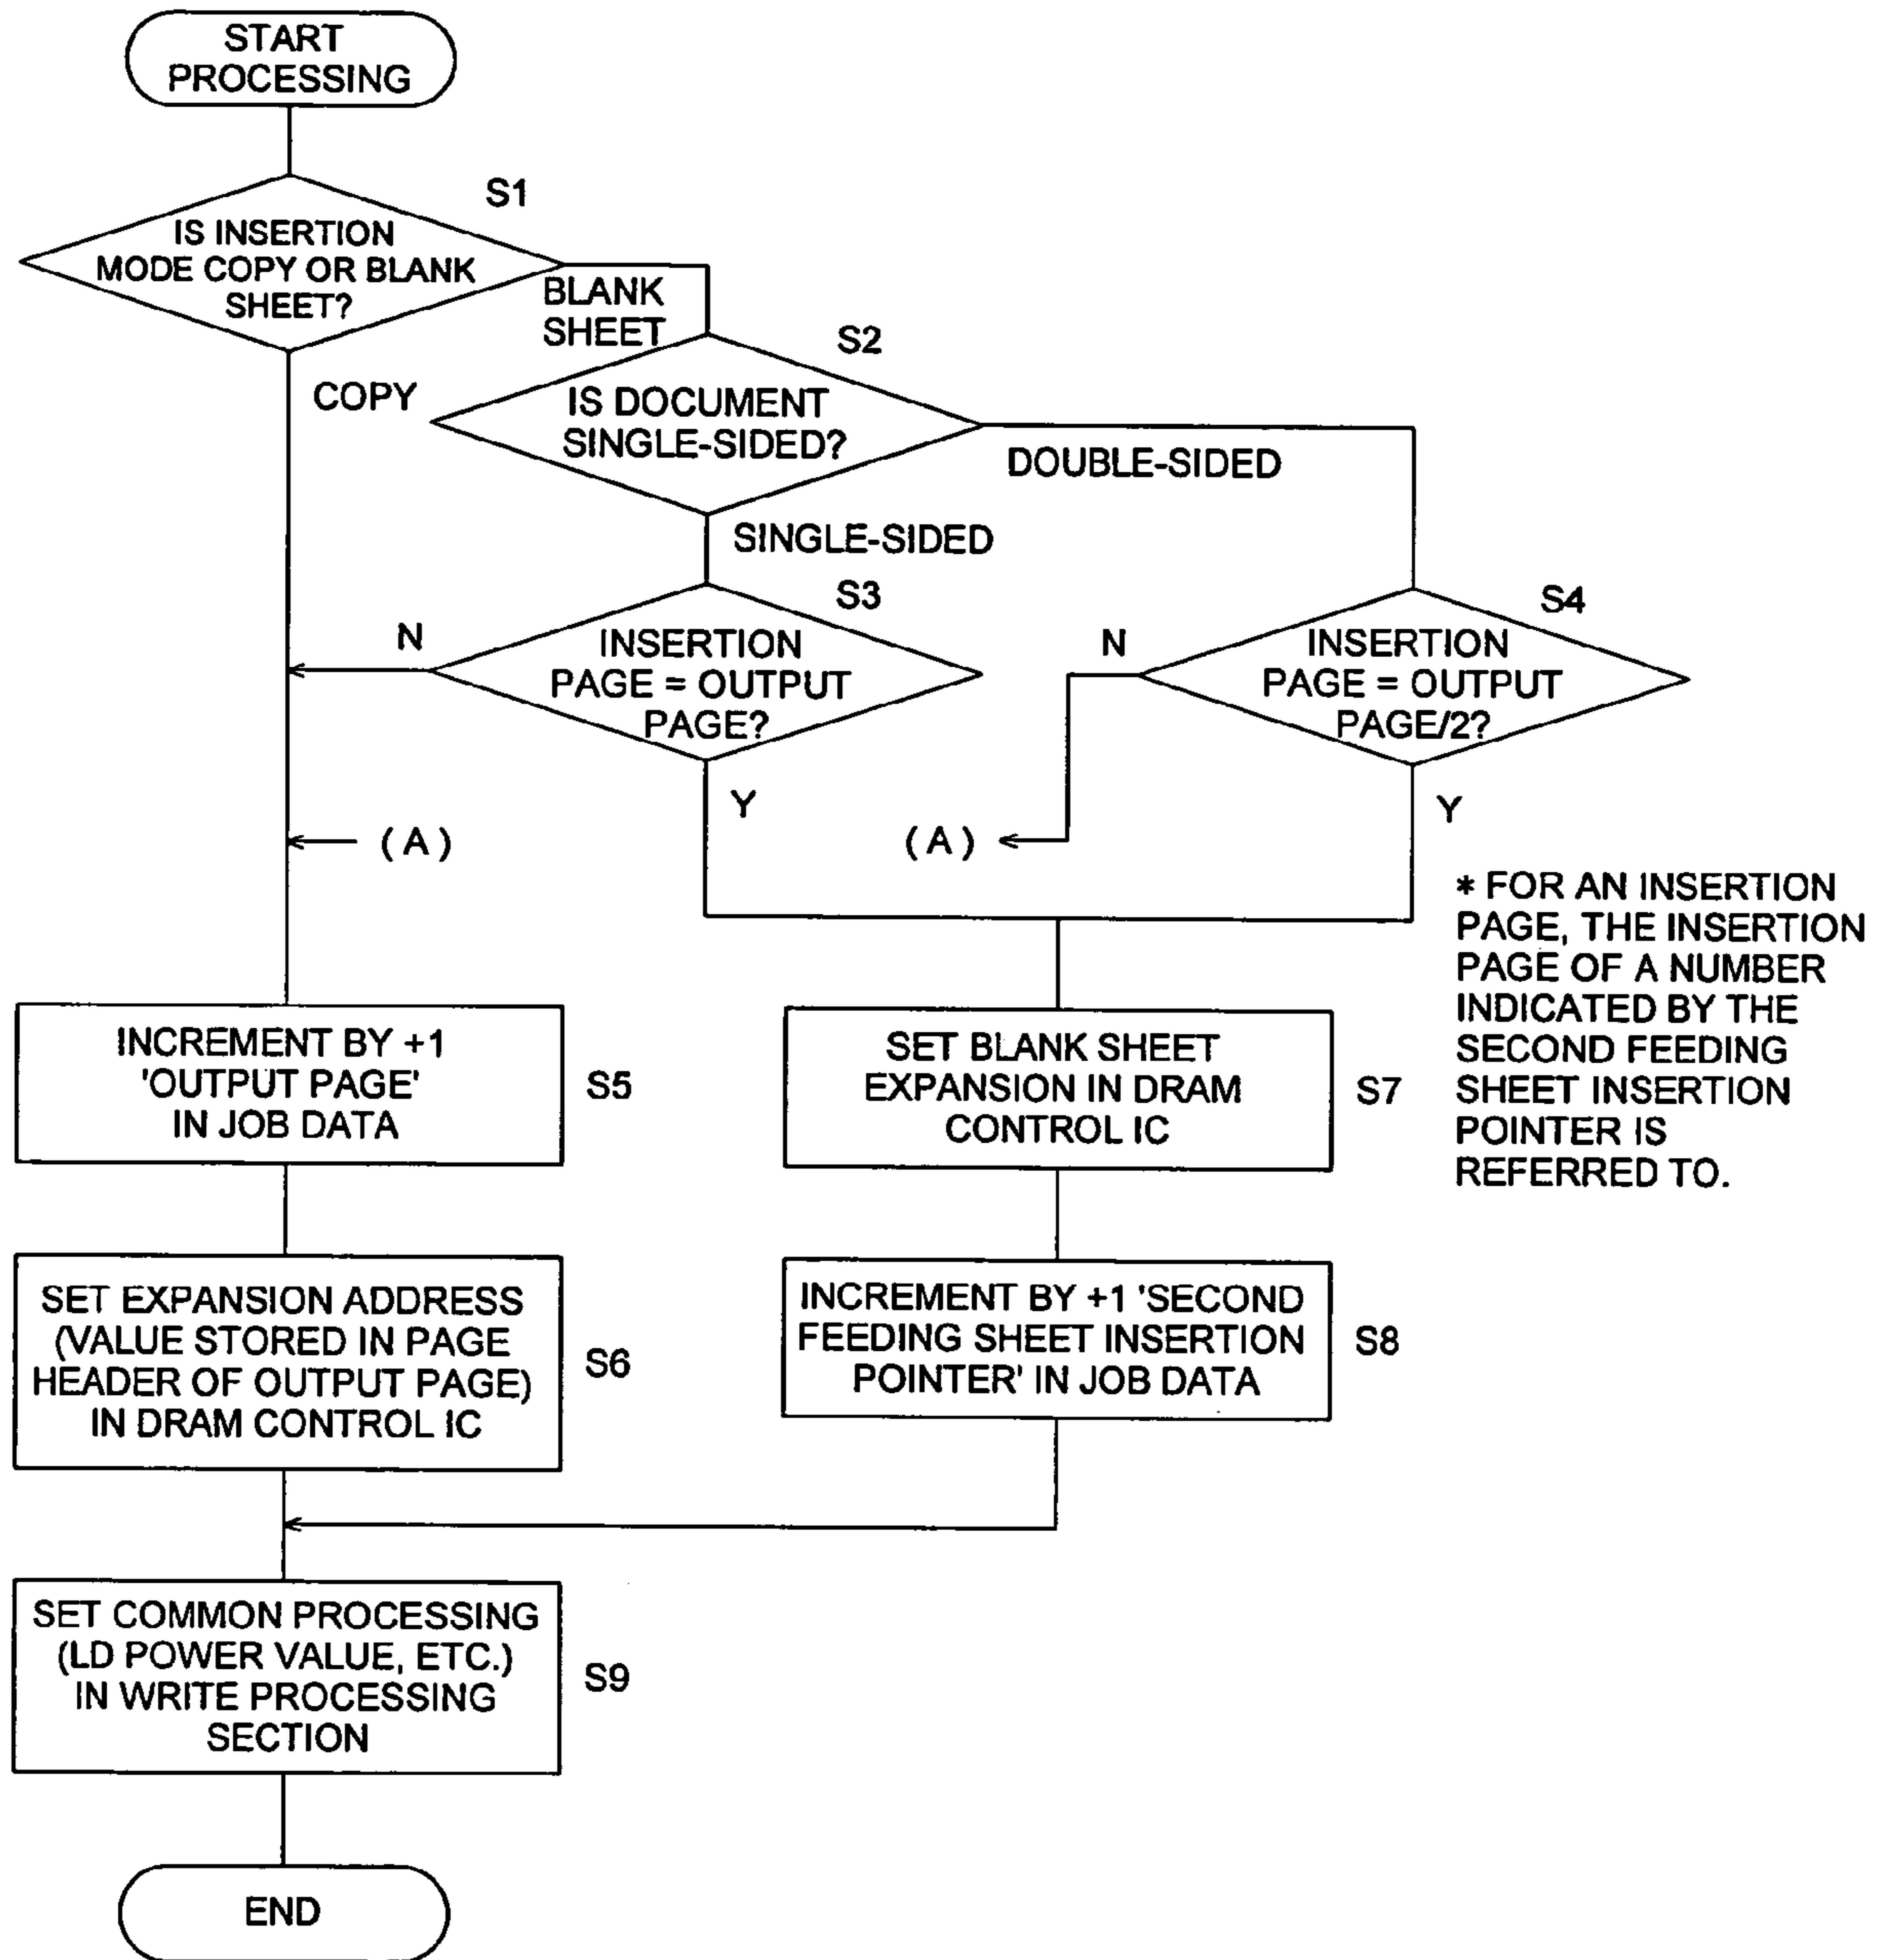 START
PROCESSING
S1
IS INSERTION
MODE COPY OR BLANK
SHEET?
BLANK
SHEET
COPY
S2
IS DOCUMENT
SINGLE-SIDED?
DOUBLE-SIDED
SINGLE-SIDED
S3
N
INSERTION
PAGE = OUTPUT
PAGE?
Y
S4
N
INSERTION
PAGE = OUTPUT
PAGE/2?
Y
(A)
(A)
* FOR AN INSERTION
PAGE, THE INSERTION
PAGE OF A NUMBER
INDICATED BY THE
SECOND FEEDING
SHEET INSERTION
POINTER IS
REFERRED TO.
INCREMENT BY +1
'OUTPUT PAGE'
IN JOB DATA
S5
SET BLANK SHEET
EXPANSION IN DRAM
CONTROL IC
S7
SET EXPANSION ADDRESS
(VALUE STORED IN PAGE
HEADER OF OUTPUT PAGE)
IN DRAM CONTROL IC
S6
INCREMENT BY +1 'SECOND
FEEDING SHEET INSERTION
POINTER' IN JOB DATA
S8
SET COMMON PROCESSING
(LD POWER VALUE, ETC.)
IN WRITE PROCESSING
SECTION
S9
END